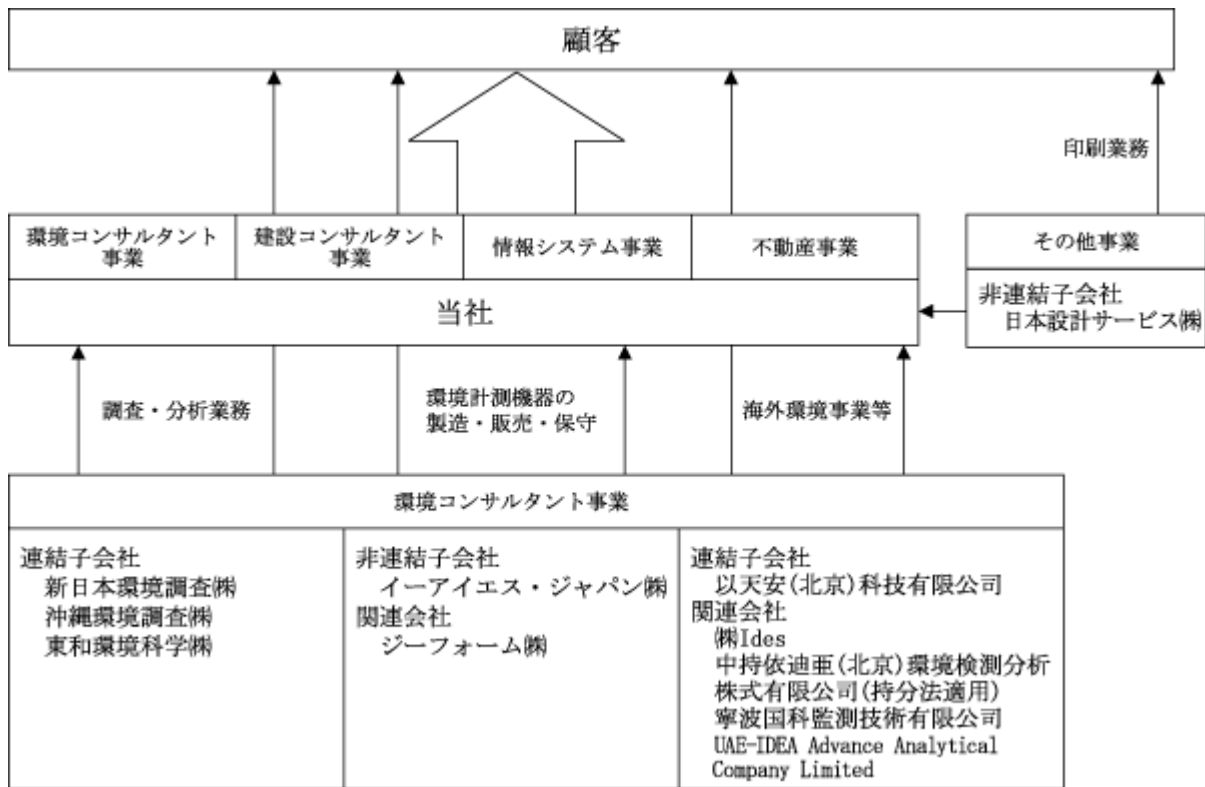 顧客
印刷業務
環境コンサルタント
事業
建設コンサルタント
事業
情報システム事業
不動産事業
その他事業
当社
非連結子会社
日本設計サービス㈱
調査・分析業務
環境計測機器の
製造・販売・保守
海外環境事業等
環境コンサルタント事業
連結子会社
新日本環境調査㈱
沖縄環境調査㈱
東和環境科学㈱
非連結子会社
イーアイエス・ジャパン㈱
関連会社
ジーフォーム㈱
連結子会社
以天安(北京)科技有限公司
関連会社
㈱Ides
中持依迪亜(北京)環境検測分析
株式有限公司(持分法適用)
寧波国科監測技術有限公司
UAE-IDEA Advance Analytical
Company Limited